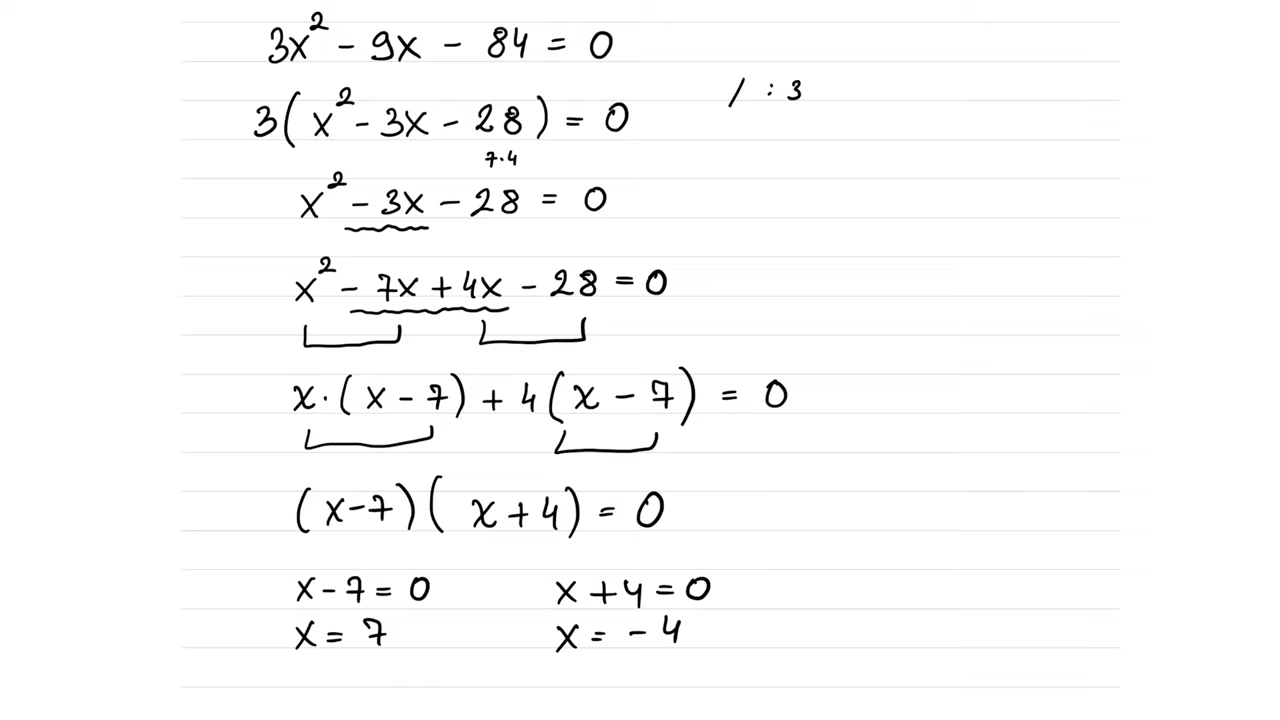 3x² - 9x - 84 = 0
3(x² - 3x - 28) = 0 / : 3
7·4
x² - 3x - 28 = 0
x² - 7x + 4x - 28 = 0
x·(x - 7) + 4(x - 7) = 0
(x-7)(x+4) = 0
x - 7 = 0 x + 4 = 0
x = 7 x = - 4